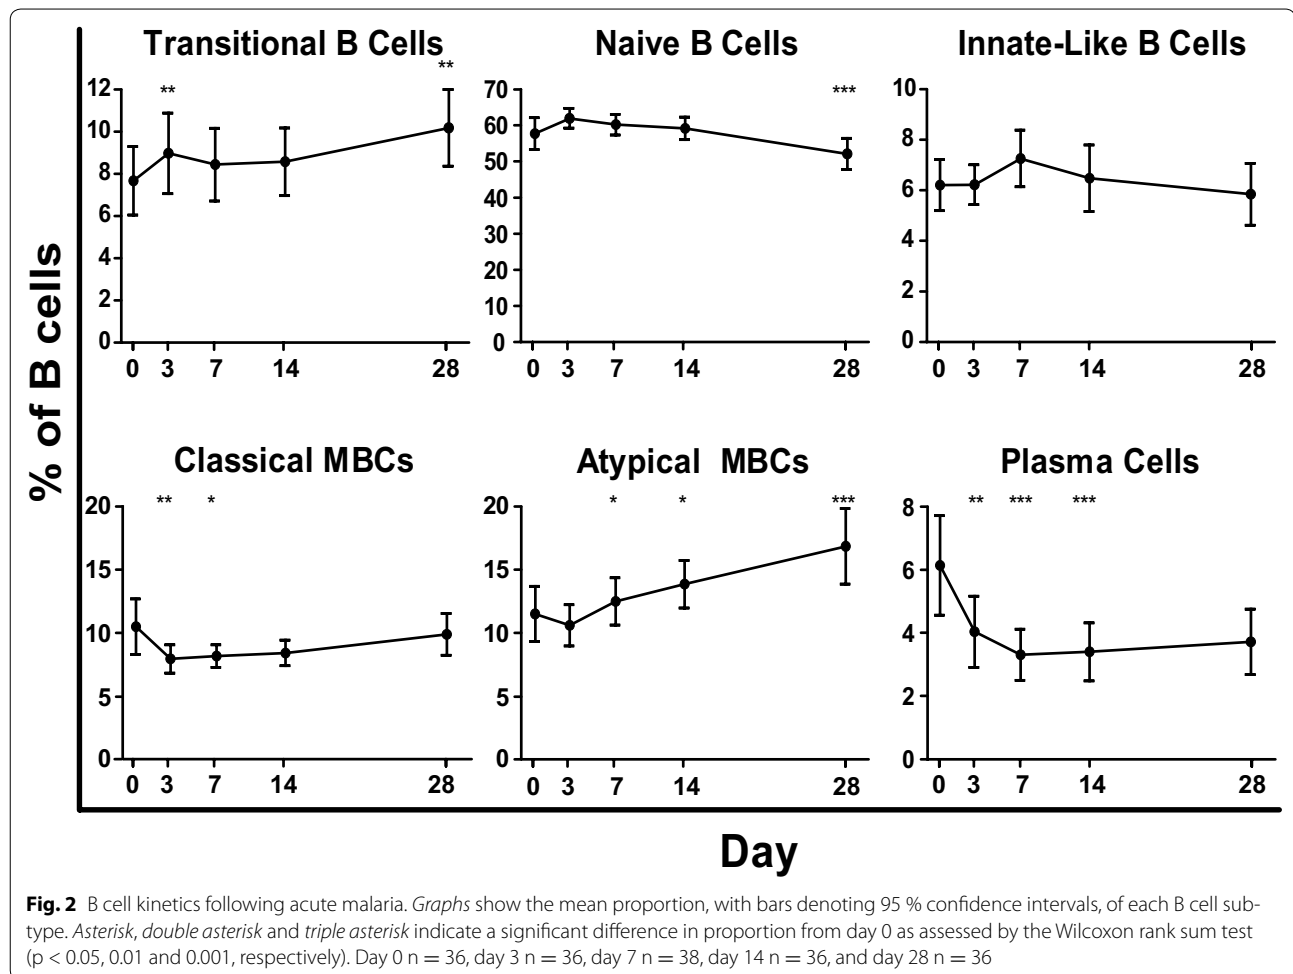 Transitional B Cells
**
**
12
10
8
6
4
2
0
0 3 7 14 28
Naive B Cells
***
70
60
50
40
30
20
10
0
0 3 7 14 28
Innate-Like B Cells
10
8
6
4
2
0
0 3 7 14 28
% of B cells
Classical MBCs
** *
20
15
10
5
0
0 3 7 14 28
Atypical MBCs
* * ***
20
15
10
5
0
0 3 7 14 28
Plasma Cells
** *** ***
8
6
4
2
0
0 3 7 14 28
Day
Fig. 2 B cell kinetics following acute malaria. Graphs show the mean proportion, with bars denoting 95 % confidence intervals, of each B cell sub-
type. Asterisk, double asterisk and triple asterisk indicate a significant difference in proportion from day 0 as assessed by the Wilcoxon rank sum test
(p < 0.05, 0.01 and 0.001, respectively). Day 0 n = 36, day 3 n = 36, day 7 n = 38, day 14 n = 36, and day 28 n = 36